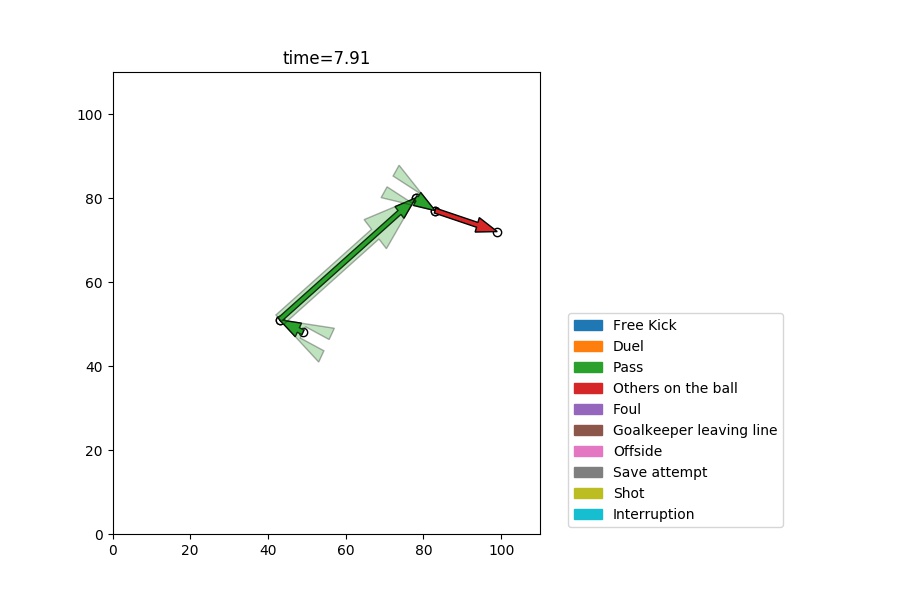 time=7.91
100
80
60
40
20
0
0 20 40 60 80 100
Free Kick
Duel
Pass
Others on the ball
Foul
Goalkeeper leaving line
Offside
Save attempt
Shot
Interruption